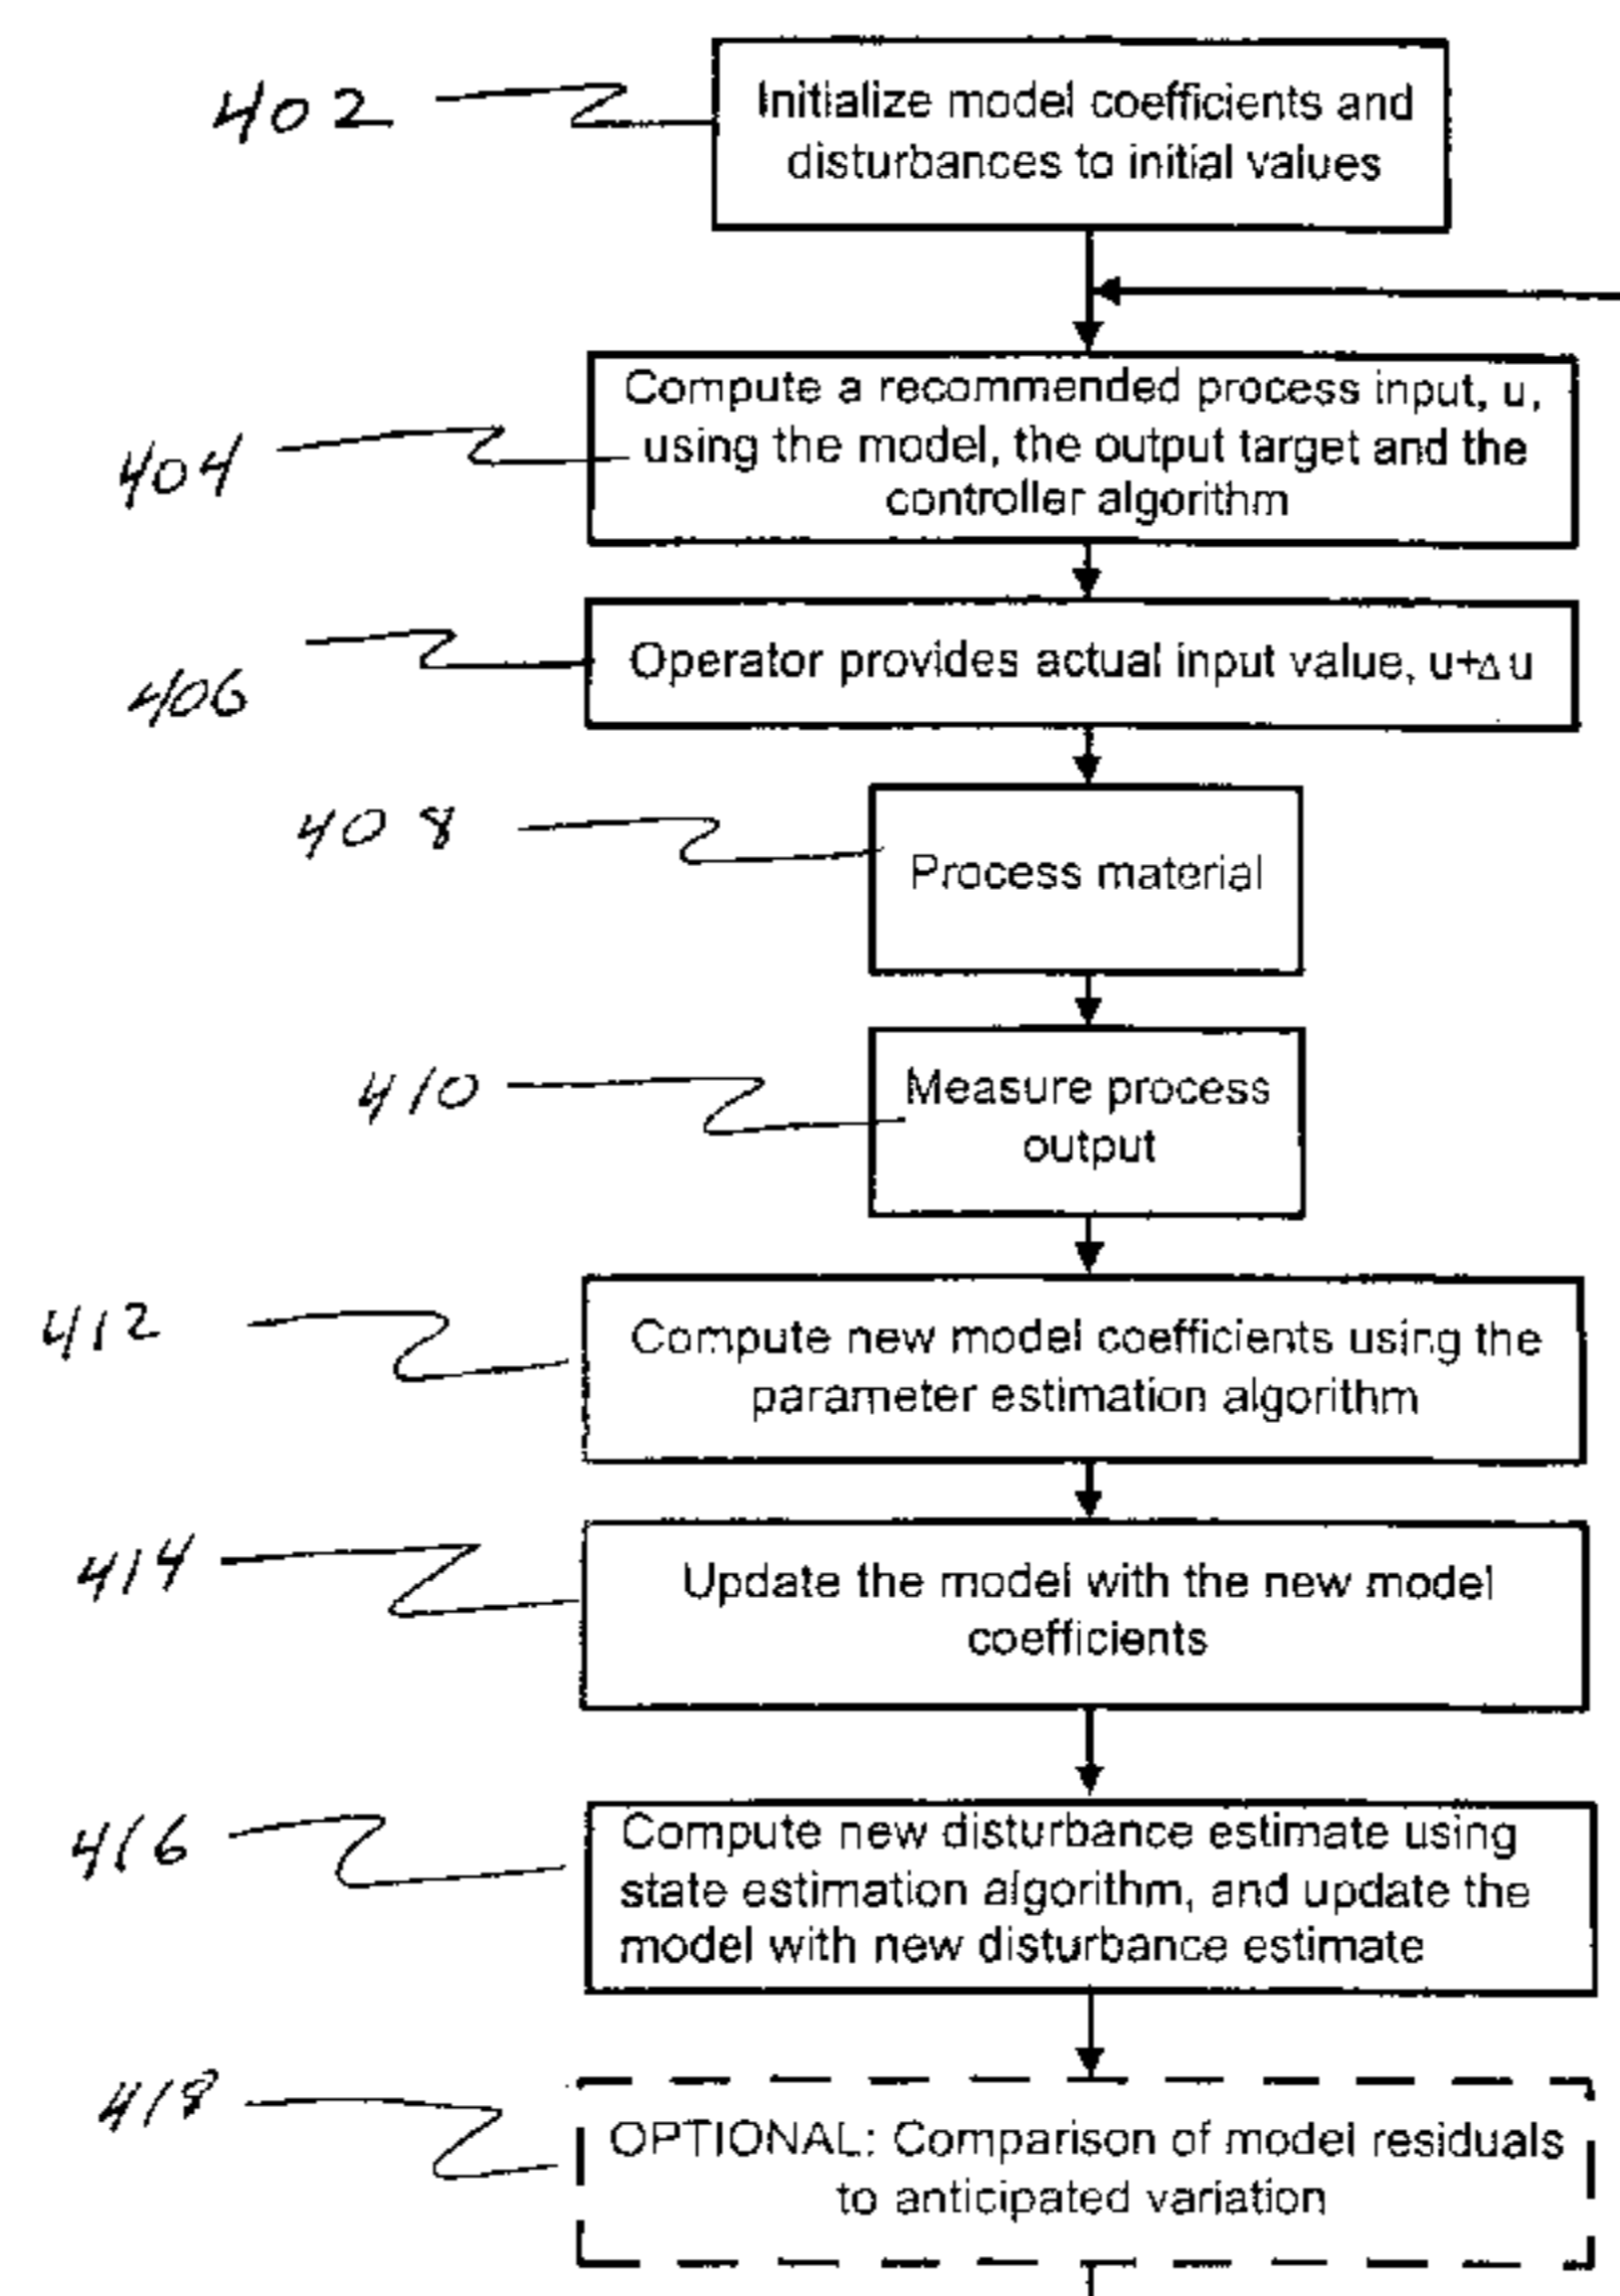 402
Initialize model coefficients and
disturbances to initial values
404
Compute a recommended process input, u,
using the model, the output target and the
controller algorithm
406
Operator provides actual input value, u+Δu
408
Process material
410
Measure process
output
412
Compute new model coefficients using the
parameter estimation algorithm
414
Update the model with the new model
coefficients
416
Compute new disturbance estimate using
state estimation algorithm, and update the
model with new disturbance estimate
418
OPTIONAL: Comparison of model residuals
to anticipated variation